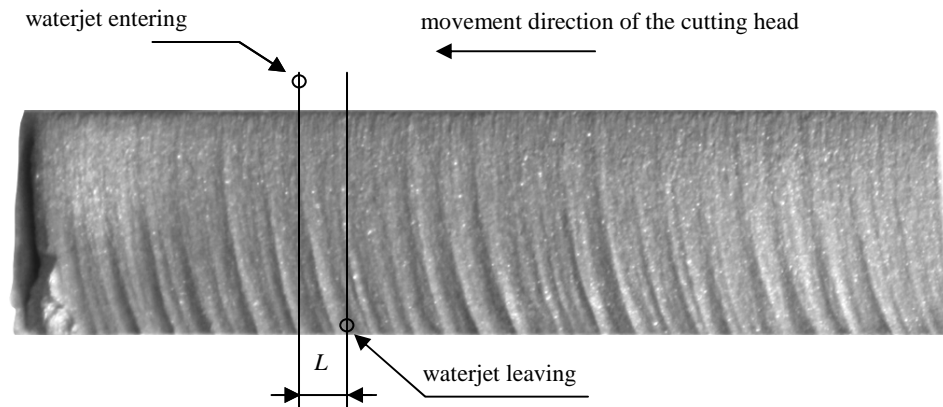 waterjet entering
movement direction of the cutting head
L
waterjet leaving